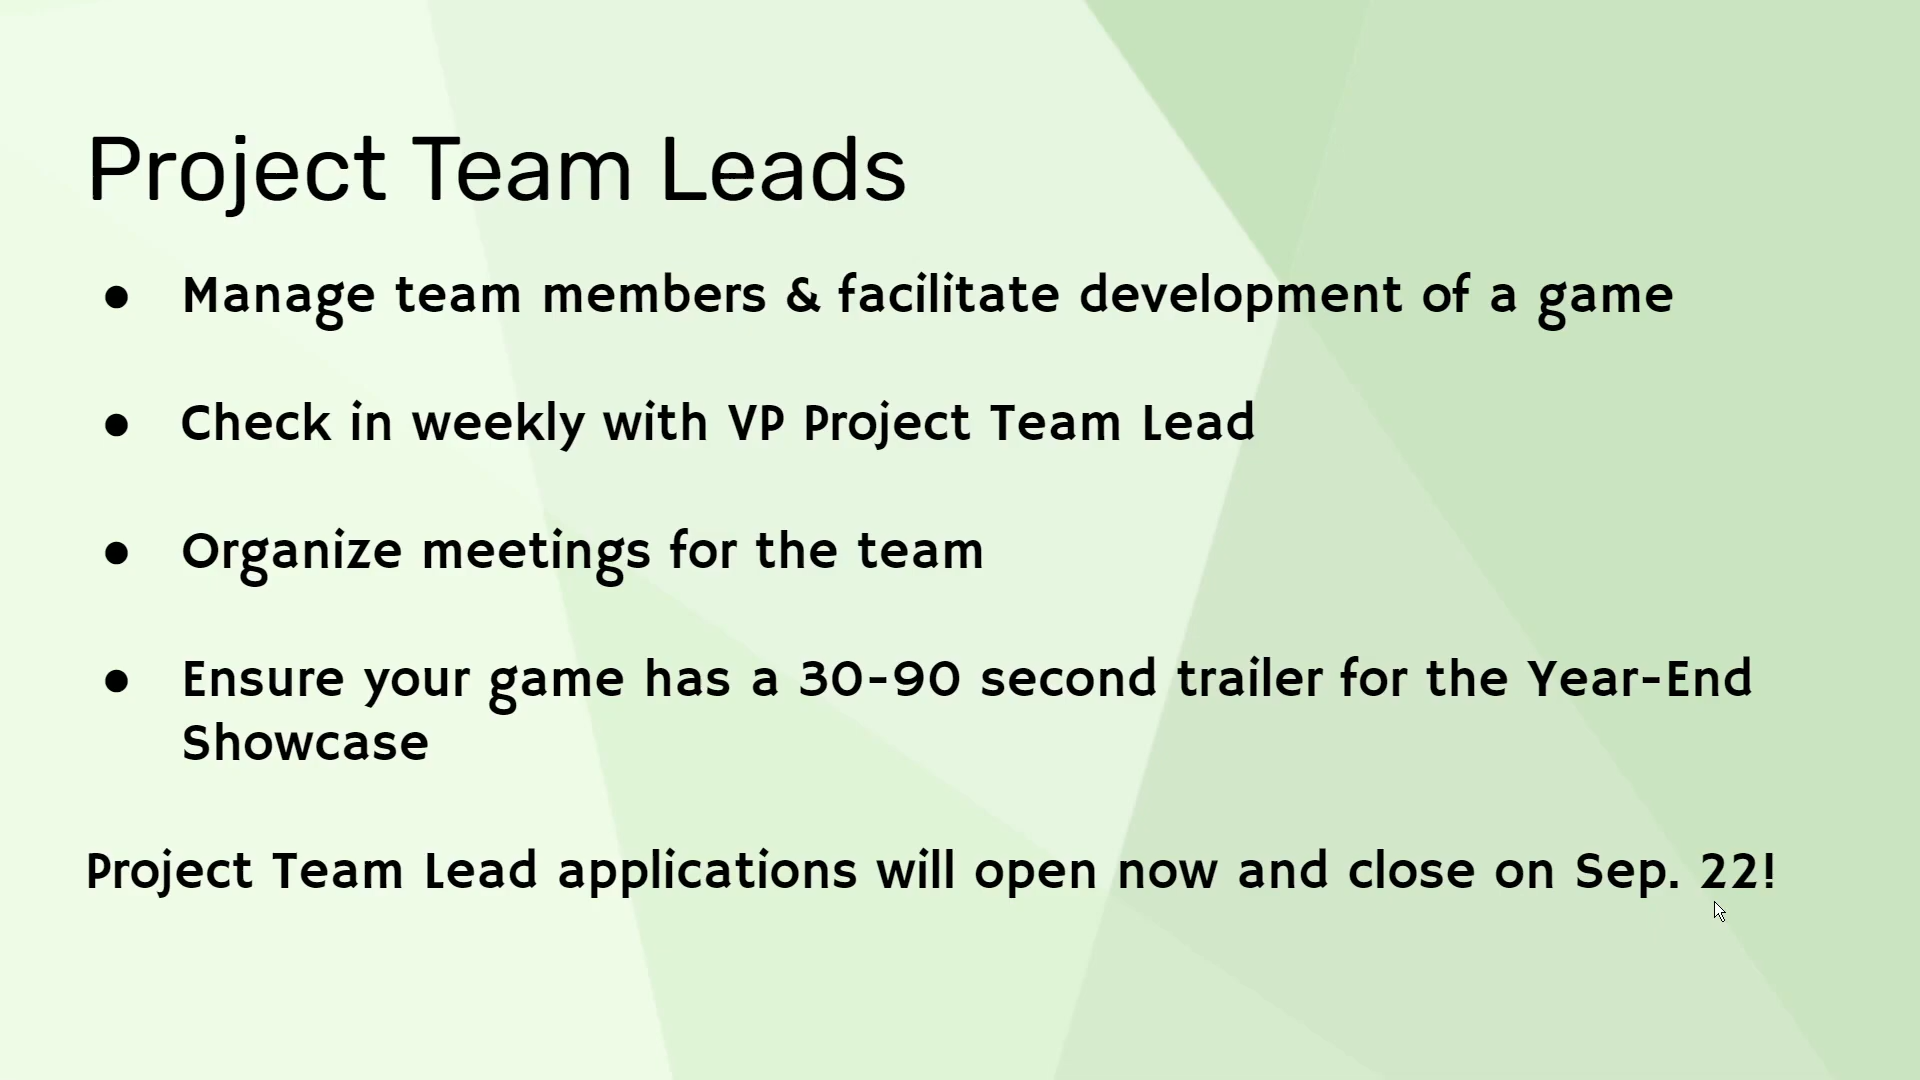 Project Team Leads
● Manage team members & facilitate development of a game
● Check in weekly with VP Project Team Lead
● Organize meetings for the team
● Ensure your game has a 30-90 second trailer for the Year-End
Showcase
Project Team Lead applications will open now and close on Sep. 22!